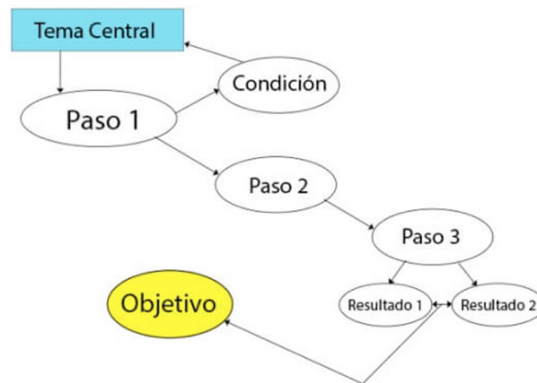 Tema Central
Condición
Paso 1
Paso 2
Paso 3
Objetivo
Resultado 1
Resultado 2